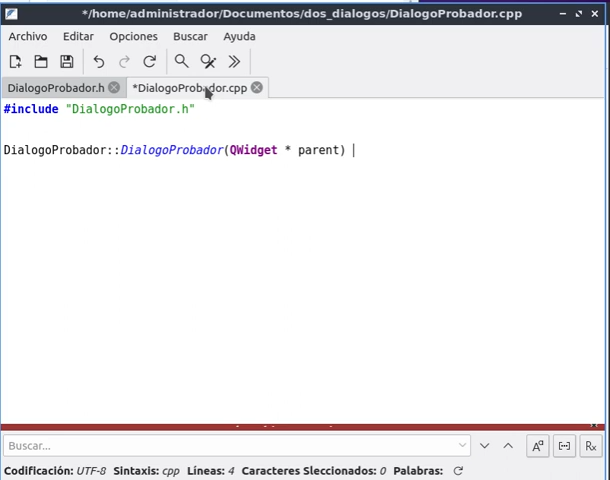 */home/administrador/Documentos/dos_dialogos/DialogoProbador.cpp
Archivo Editar Opciones Buscar Ayuda
DialogoProbador.h *DialogoProbador.cpp
#include "DialogoProbador.h"
DialogoProbador::DialogoProbador(QWidget * parent)
Buscar...
Codificación: UTF-8 Sintaxis: cpp Líneas: 4 Caracteres Sleccionados: 0 Palabras: